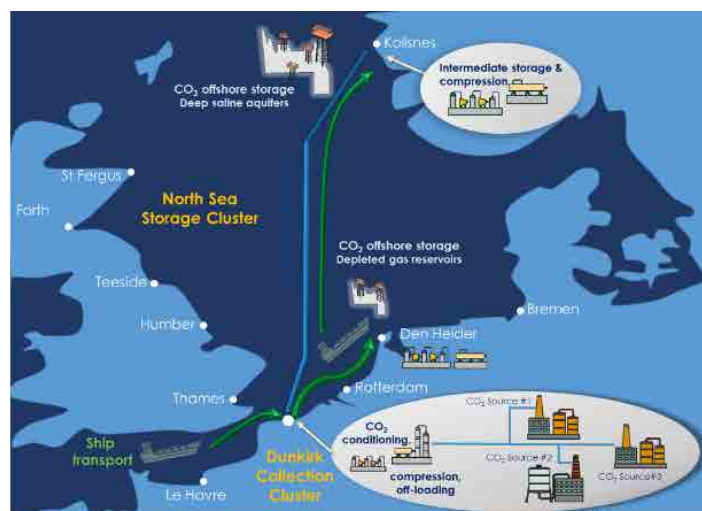 Kollsnes
CO2 offshore storage
Deep saline aquifers
Intermediate storage &
compression
St Fergus
North Sea
Storage Cluster
Forth
CO2 offshore storage
Depleted gas reservoirs
Teeside
Bremen
Humber
Den Helder
Thames
Rotterdam
CO2 Source #1
CO2
conditioning,
Ship
transport
Dunkirk
Collection
Cluster
CO2 Source #2
CO2 Source #3
compression,
off-loading
Le Havre